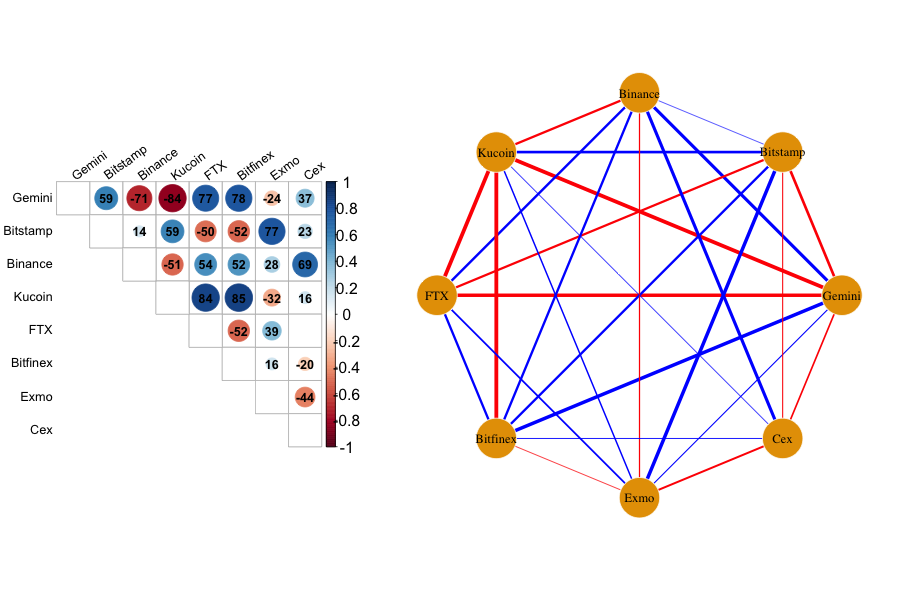 Gemini Bitstamp Binance Kucoin FTX Bitfinex Exmo Cex
Gemini 59 -71 -84 77 78 -24 37
Bitstamp 14 59 -50 -52 77 23
Binance -51 54 52 28 69
Kucoin 84 85 -32 16
FTX -52 39
Bitfinex 16 -20
Exmo -44
Cex
1
0.8
0.6
0.4
0.2
0
-0.2
-0.4
-0.6
-0.8
-1
Binance
Kucoin
Bitstamp
FTX
Gemini
Bitfinex
Cex
Exmo